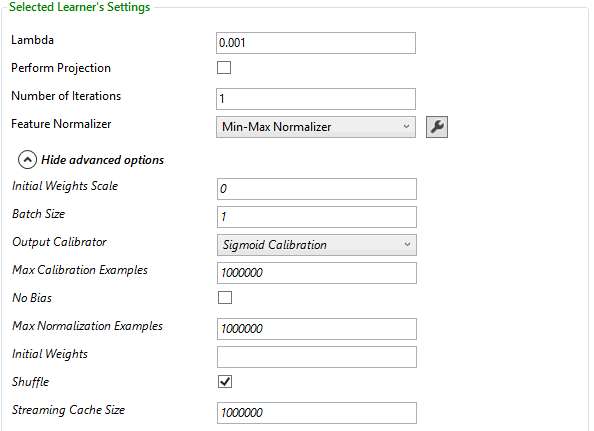 Selected Learner's Settings
Lambda 0.001
Perform Projection
Number of Iterations 1
Feature Normalizer Min-Max Normalizer
Hide advanced options
Initial Weights Scale 0
Batch Size 1
Output Calibrator Sigmoid Calibration
Max Calibration Examples 1000000
No Bias
Max Normalization Examples 1000000
Initial Weights
Shuffle
Streaming Cache Size 1000000